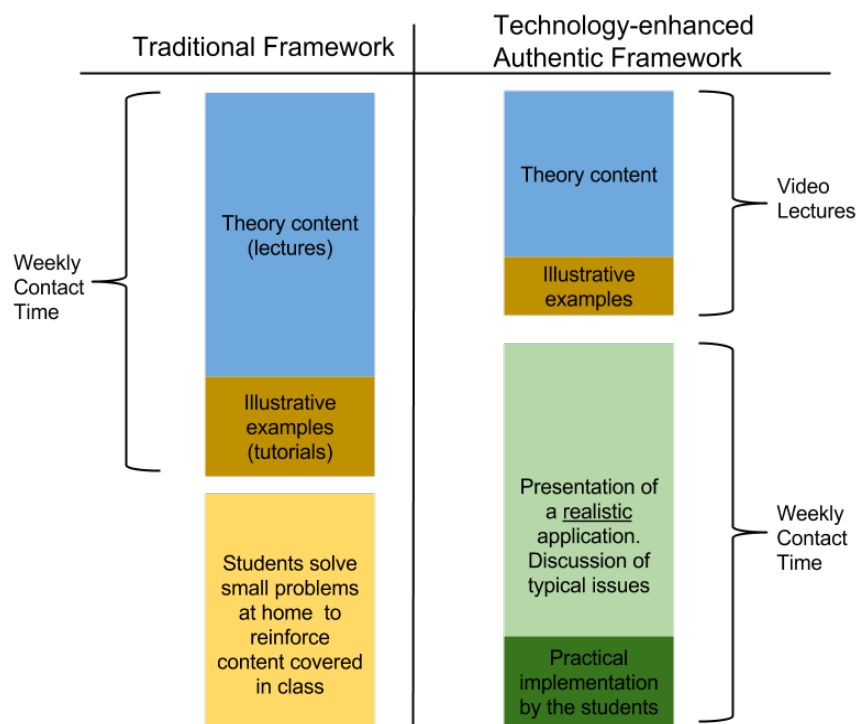 Traditional Framework
Technology-enhanced
Authentic Framework
Weekly
Contact
Time
Theory content
(lectures)
Illustrative
examples
(tutorials)
Students solve
small problems
at home to
reinforce
content covered
in class
Theory content
Illustrative
examples
Video
Lectures
Presentation of
a realistic
application.
Discussion of
typical issues
Practical
implementation
by the students
Weekly
Contact
Time